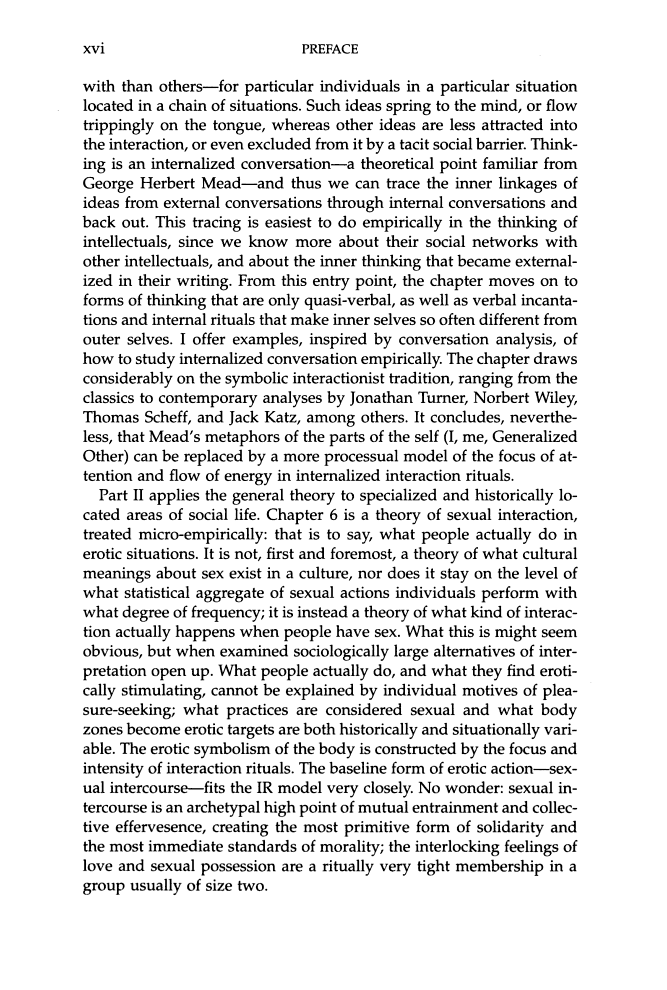 xvi PREFACE
with than others—for particular individuals in a particular situation
located in a chain of situations. Such ideas spring to the mind, or flow
trippingly on the tongue, whereas other ideas are less attracted into
the interaction, or even excluded from it by a tacit social barrier. Think-
ing is an internalized conversation—a theoretical point familiar from
George Herbert Mead—and thus we can trace the inner linkages of
ideas from external conversations through internal conversations and
back out. This tracing is easiest to do empirically in the thinking of
intellectuals, since we know more about their social networks with
other intellectuals, and about the inner thinking that became external-
ized in their writing. From this entry point, the chapter moves on to
forms of thinking that are only quasi-verbal, as well as verbal incanta-
tions and internal rituals that make inner selves so often different from
outer selves. I offer examples, inspired by conversation analysis, of
how to study internalized conversation empirically. The chapter draws
considerably on the symbolic interactionist tradition, ranging from the
classics to contemporary analyses by Jonathan Turner, Norbert Wiley,
Thomas Scheff, and Jack Katz, among others. It concludes, neverthe-
less, that Mead's metaphors of the parts of the self (I, me, Generalized
Other) can be replaced by a more processual model of the focus of at-
tention and flow of energy in internalized interaction rituals.
Part II applies the general theory to specialized and historically lo-
cated areas of social life. Chapter 6 is a theory of sexual interaction,
treated micro-empirically: that is to say, what people actually do in
erotic situations. It is not, first and foremost, a theory of what cultural
meanings about sex exist in a culture, nor does it stay on the level of
what statistical aggregate of sexual actions individuals perform with
what degree of frequency; it is instead a theory of what kind of interac-
tion actually happens when people have sex. What this is might seem
obvious, but when examined sociologically large alternatives of inter-
pretation open up. What people actually do, and what they find eroti-
cally stimulating, cannot be explained by individual motives of plea-
sure-seeking; what practices are considered sexual and what body
zones become erotic targets are both historically and situationally vari-
able. The erotic symbolism of the body is constructed by the focus and
intensity of interaction rituals. The baseline form of erotic action—sex-
ual intercourse—fits the IR model very closely. No wonder: sexual in-
tercourse is an archetypal high point of mutual entrainment and collec-
tive effervesence, creating the most primitive form of solidarity and
the most immediate standards of morality; the interlocking feelings of
love and sexual possession are a ritually very tight membership in a
group usually of size two.